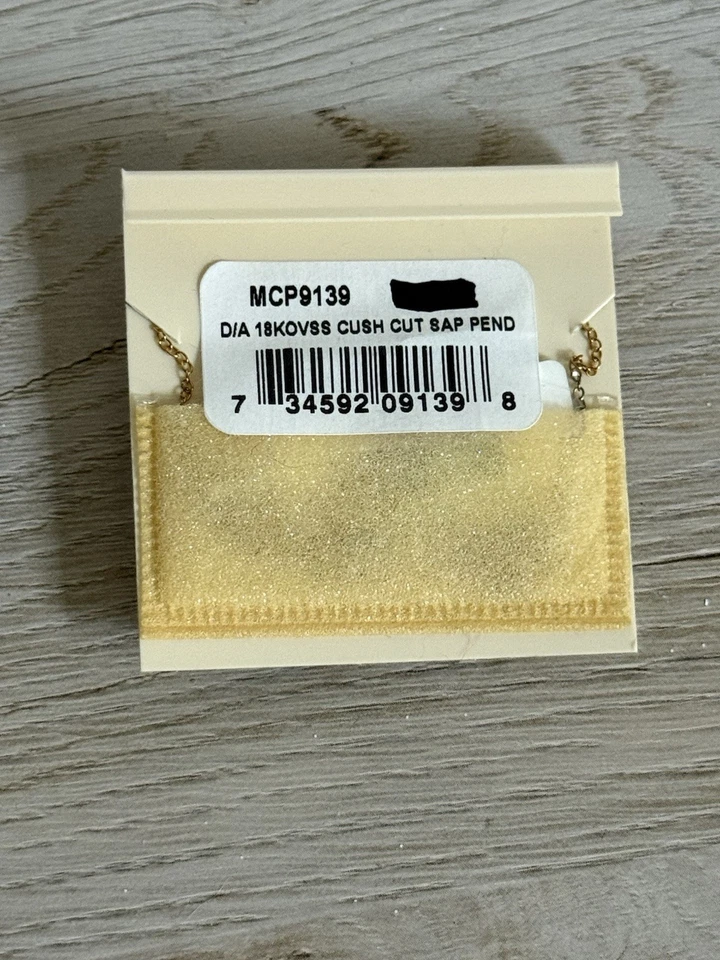 MCP9139
D/A 18KOVSS CUSH CUT SAP PEND
7 34592 09139 8